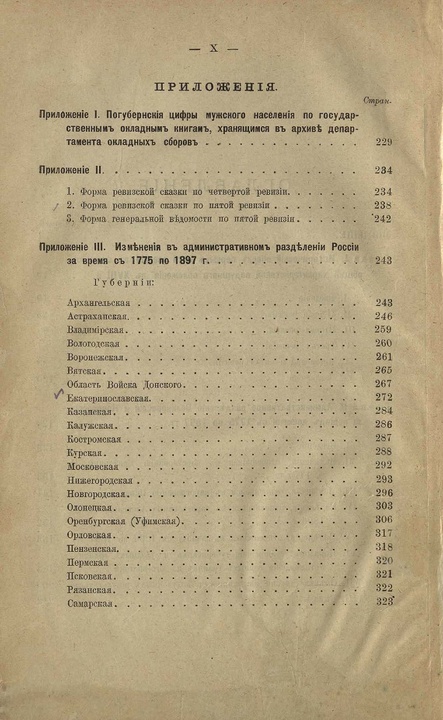 — X —
ПРИЛОЖЕНІЯ.
Стран.
Приложеніе I. Погубернскія цифры мужского населенія по государ-
ственнымъ окладнымъ книгамъ, хранящимся въ архивѣ депар-
тамента окладныхъ сборовъ . . . . . . . . . . . . . . 229
Приложеніе II. . . . . . . . . . . . . . . . . . . . . . 234
1. Форма ревизской сказки по четвертой ревизіи. . . . . . . . 234
2. Форма ревизской сказки по пятой ревизіи . . . . . . . . . 238
3. Форма генеральной вѣдомости по пятой ревизіи. . . . . . . 242
Приложеніе III. Измѣненія въ административномъ раздѣленіи Россіи
за время съ 1775 по 1897 г. . . . . . . . . . . . . . 243
Губерніи:
Архангельская . . . . . . . . . . . . . . . . . 243
Астраханская. . . . . . . . . . . . . . . . . . 246
Владимірская. . . . . . . . . . . . . . . . . . 259
Вологодская . . . . . . . . . . . . . . . . . . 260
Воронежская . . . . . . . . . . . . . . . . . . 261
Вятская. . . . . . . . . . . . . . . . . . . . 265
Область Войска Донского. . . . . . . . . . . . . . 267
Екатеринославская. . . . . . . . . . . . . . . . 272
Казанская. . . . . . . . . . . . . . . . . . . 284
Калужская. . . . . . . . . . . . . . . . . . . 286
Костромская . . . . . . . . . . . . . . . . . . 287
Курская. . . . . . . . . . . . . . . . . . . . 288
Московская . . . . . . . . . . . . . . . . . . 292
Нижегородская . . . . . . . . . . . . . . . . . 293
Новгородская. . . . . . . . . . . . . . . . . . 296
Олонецкая. . . . . . . . . . . . . . . . . . . 303
Оренбургская (Уфимская). . . . . . . . . . . . . . 306
Орловская. . . . . . . . . . . . . . . . . . . 317
Пензенская. . . . . . . . . . . . . . . . . . . 318
Пермская . . . . . . . . . . . . . . . . . . . 320
Псковская. . . . . . . . . . . . . . . . . . . 321
Рязанская. . . . . . . . . . . . . . . . . . . 322
Самарская. . . . . . . . . . . . . . . . . . . 323